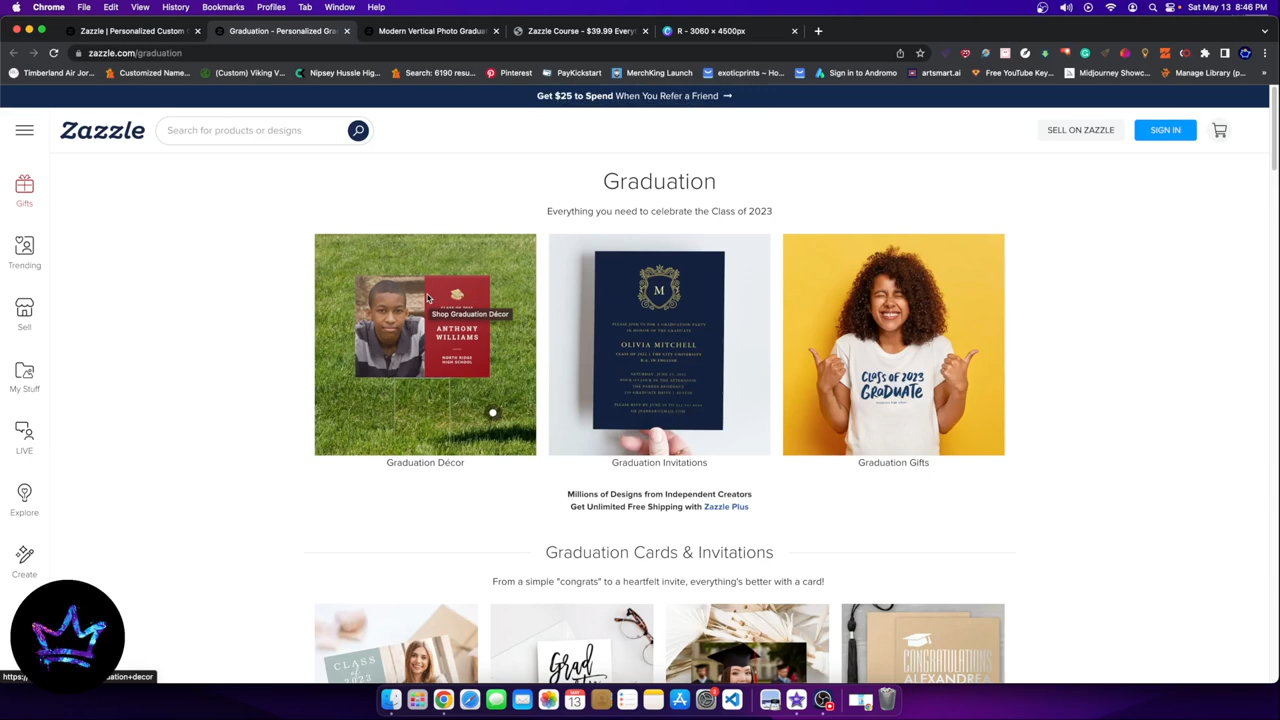 Chrome File Edit View History Bookmarks Profiles Tab Window Help Sat May 13 8:46 PM
Zazzle | Personalized Custom Graduation - Personalized Gra Modern Vertical Photo Graduat Zazzle Course - $39.99 Every R - 3060 × 4500px
zazzle.com/graduation
Timberland Air Jor... Customized Name... (Custom) Viking V... Nipsey Hussle Hig... Search: 6190 resu... Pinterest PayKickstart MerchKing Launch exoticprints – Ho... Sign in to Andromo artsmart.ai Free YouTube Key... Midjourney Showc... Manage Library (p...
Get $25 to Spend When You Refer a Friend →
Zazzle Search for products or designs SELL ON ZAZZLE SIGN IN
Gifts
Trending
Sell
My Stuff
LIVE
Explore
Create
Graduation
Everything you need to celebrate the Class of 2023
Shop Graduation Décor
ANTHONY
WILLIAMS
NORTH RIDGE
HIGH SCHOOL
M
OLIVIA MITCHELL
CLASS OF 2023
GRADUATE
Graduation Décor Graduation Invitations Graduation Gifts
Millions of Designs from Independent Creators
Get Unlimited Free Shipping with Zazzle Plus
Graduation Cards & Invitations
From a simple "congrats" to a heartfelt invite, everything's better with a card!
CLASS
Grad
CONGRATULATIONS
ALEXANDREA
MAY
13